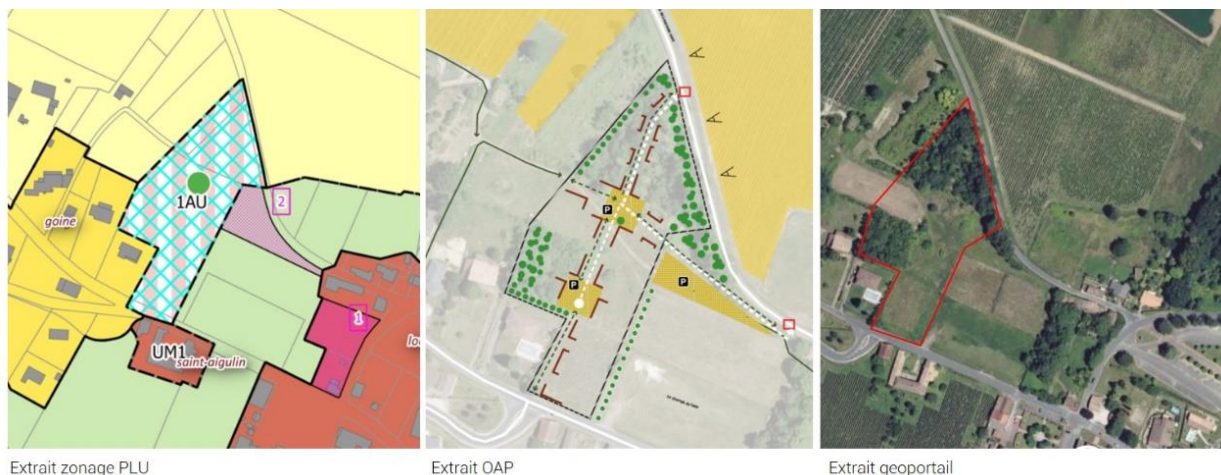 2
1AU
goine
1
UM1
saint-aigulin
lo
P
P
P
Extrait zonage PLU
Extrait OAP
Extrait geoportail